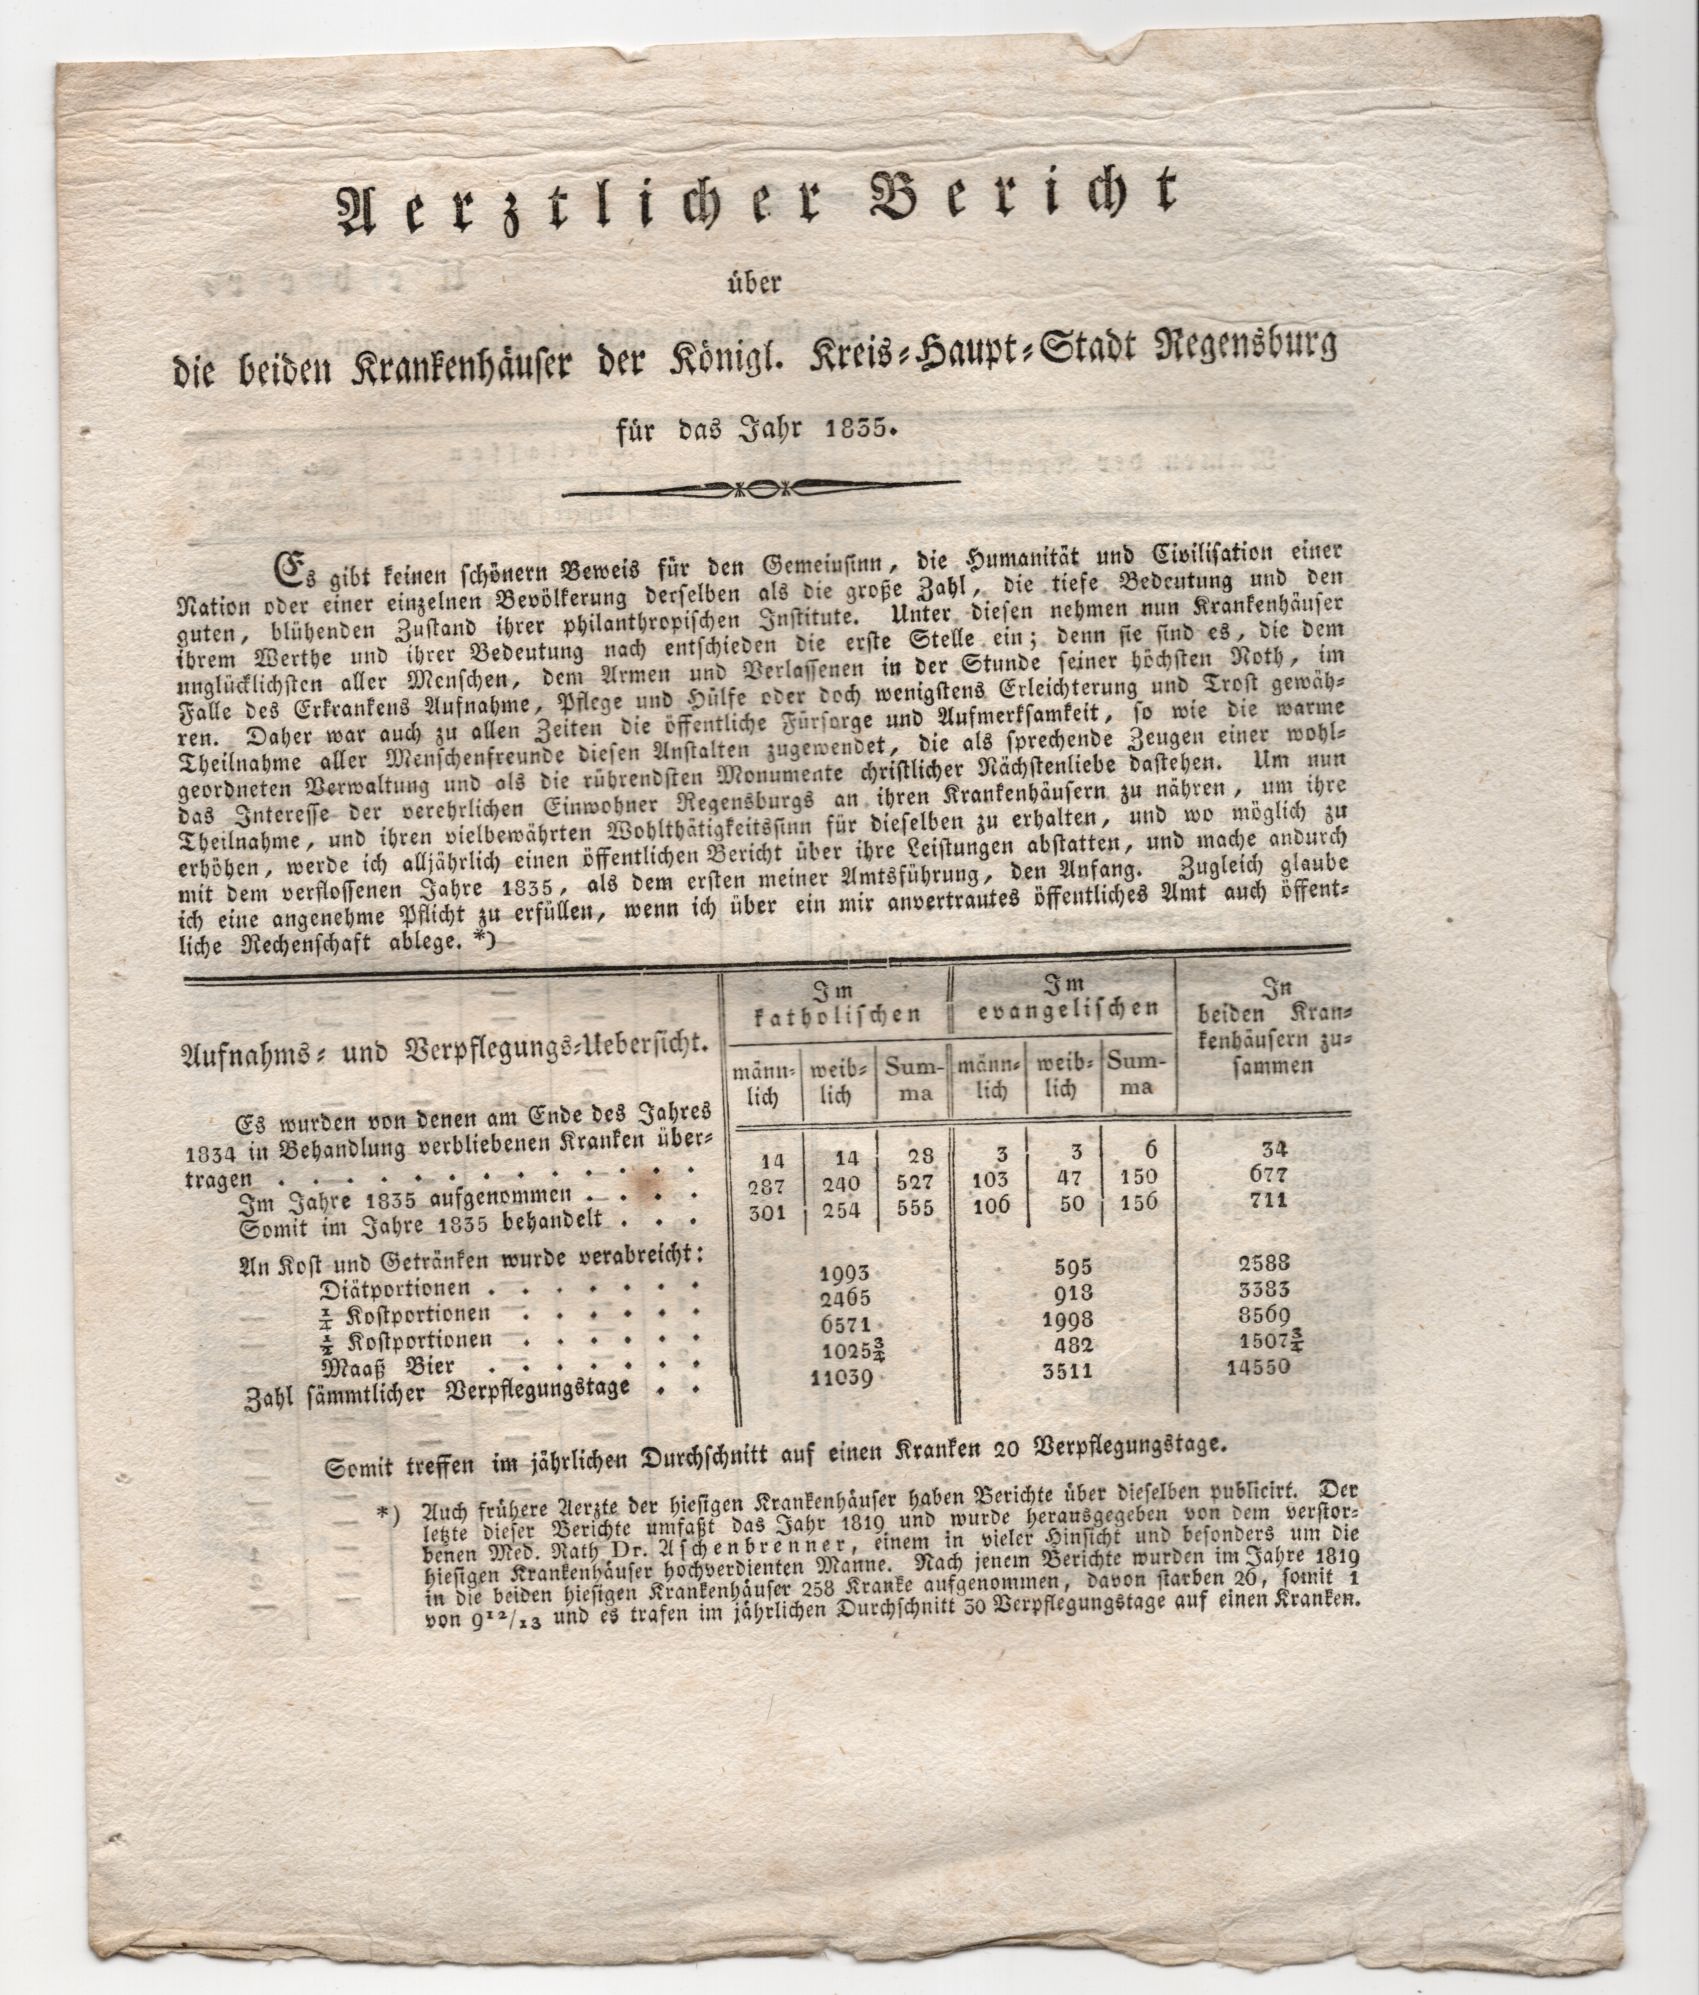 Aerztlicher Bericht
über
die beiden Krankenhäuser der Königl. Kreis-Haupt-Stadt Regensburg
für das Jahr 1835.
Es gibt keinen schönern Beweis für den Gemeinsinn, die Humanität und Civilisation einer
Nation oder einer einzelnen Bevölkerung derselben als die große Zahl, die tiefe Bedeutung und den
guten, blühenden Zustand ihrer philanthropischen Institute. Unter diesen nehmen nun Krankenhäuser
ihrem Werthe und ihrer Bedeutung nach entschieden die erste Stelle ein; denn sie sind es, die dem
unglücklichsten aller Menschen, dem Armen und Verlassenen in der Stunde seiner höchsten Noth, im
Falle des Erkrankens Aufnahme, Pflege und Hülfe oder doch wenigstens Erleichterung und Trost gewäh-
ren. Daher war auch zu allen Zeiten die öffentliche Fürsorge und Aufmerksamkeit, so wie die warme
Theilnahme aller Menschenfreunde diesen Anstalten zugewendet, die als sprechende Zeugen einer wohl-
geordneten Verwaltung und als die rührendsten Monumente christlicher Nächstenliebe dastehen. Um nun
das Interesse der verehrlichen Einwohner Regensburgs an ihren Krankenhäusern zu nähren, um ihre
Theilnahme, und ihren vielbewährten Wohlthätigkeitssinn für dieselben zu erhalten, und wo möglich zu
erhöhen, werde ich alljährlich einen öffentlichen Bericht über ihre Leistungen abstatten, und mache andurch
mit dem verflossenen Jahre 1835, als dem ersten meiner Amtsführung, den Anfang. Zugleich glaube
ich eine angenehme Pflicht zu erfüllen, wenn ich über ein mir anvertrautes öffentliches Amt auch öffent-
liche Rechenschaft ablege. *)
Aufnahms- und Verpflegungs-Uebersicht.
Im katholischen
Im evangelischen
In beiden Kran-
kenhäusern zu-
sammen
männ-
lich
weib-
lich
Sum-
ma
männ-
lich
weib-
lich
Sum-
ma
Es wurden von denen am Ende des Jahres
1834 in Behandlung verbliebenen Kranken über-
tragen . . . . . . . . . . 14 14 28 3 3 6 34
Im Jahre 1835 aufgenommen . . . . 287 240 527 103 47 150 677
Somit im Jahre 1835 behandelt . . . 301 254 555 106 50 156 711
An Kost und Getränken wurde verabreicht:
Diätportionen . . . . . . . 1993 595 2588
¼ Kostportionen . . . . . . 2465 918 3383
½ Kostportionen . . . . . . 6571 1998 8569
Maaß Bier . . . . . . . 1025¾ 482 1507¾
Zahl sämmtlicher Verpflegungstage . . 11039 3511 14550
Somit treffen im jährlichen Durchschnitt auf einen Kranken 20 Verpflegungstage.
*) Auch frühere Aerzte der hiesigen Krankenhäuser haben Berichte über dieselben publicirt. Der
letzte dieser Berichte umfaßt das Jahr 1819 und wurde herausgegeben von dem verstor-
benen Med. Rath Dr. Aschenbrenner, einem in vieler Hinsicht und besonders um die
hiesigen Krankenhäuser hochverdienten Manne. Nach jenem Berichte wurden im Jahre 1819
in die beiden hiesigen Krankenhäuser 258 Kranke aufgenommen, davon starben 26, somit 1
von 9¹²/₁₃ und es trafen im jährlichen Durchschnitt 30 Verpflegungstage auf einen Kranken.